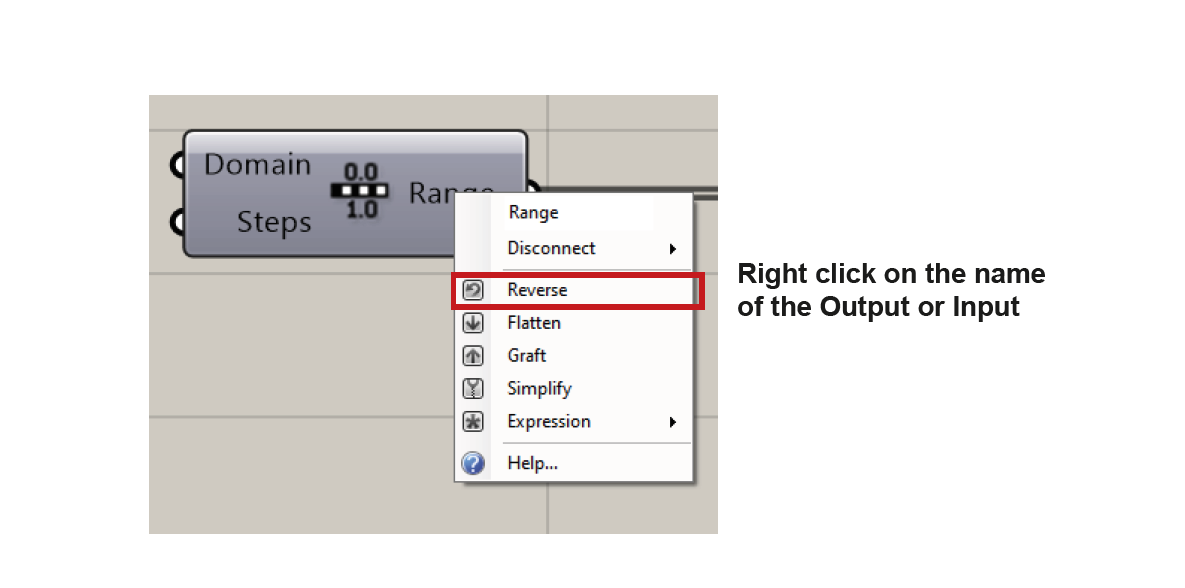 Domain
0.0
1.0
Range
Steps
Range
Disconnect
Reverse
Flatten
Graft
Simplify
Expression
Help...
Right click on the name
of the Output or Input